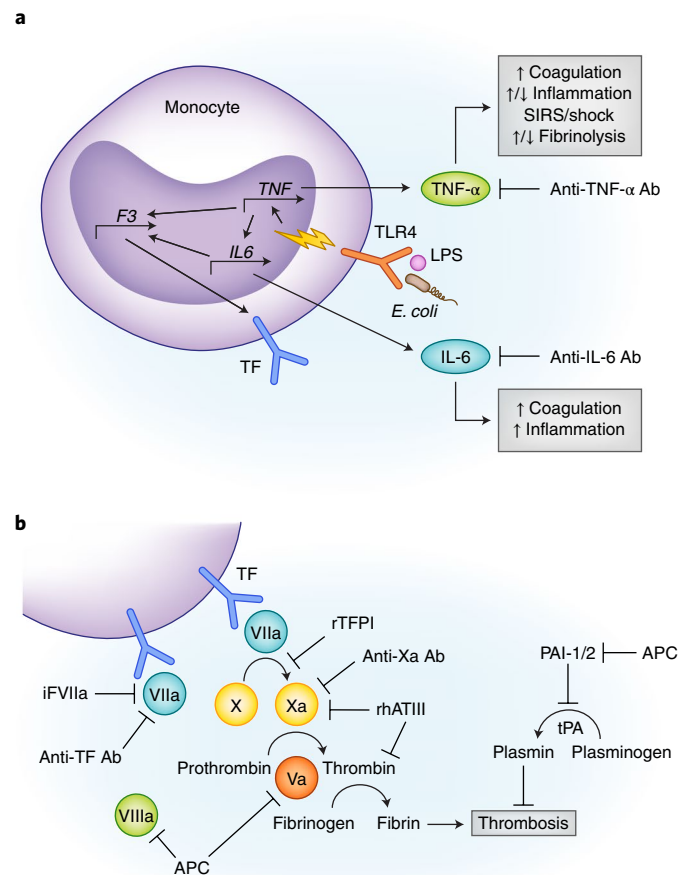 a
Monocyte
↑ Coagulation
↑/↓ Inflammation
SIRS/shock
↑/↓ Fibrinolysis
TNF
TNF-α
Anti-TNF-α Ab
F3
TLR4
LPS
IL6
E. coli
TF
IL-6
Anti-IL-6 Ab
↑ Coagulation
↑ Inflammation
b
TF
VIIa
rTFPI
Anti-Xa Ab
PAI-1/2
APC
iFVIIa
VIIa
X
Xa
rhATIII
Anti-TF Ab
tPA
Plasmin
Plasminogen
Prothrombin
Va
Thrombin
VIIIa
Fibrinogen
Fibrin
Thrombosis
APC